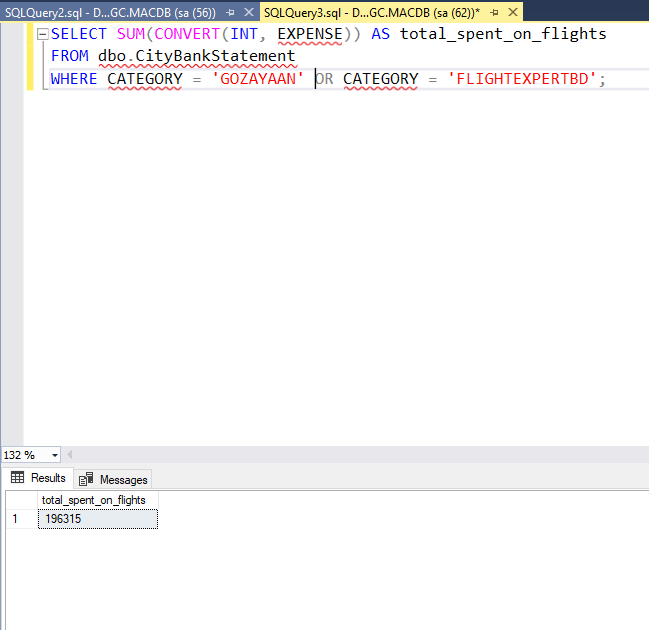 SQLQuery2.sql - D...GC.MACDB (sa (56)) SQLQuery3.sql - D...GC.MACDB (sa (62))*
SELECT SUM(CONVERT(INT, EXPENSE)) AS total_spent_on_flights
FROM dbo.CityBankStatement
WHERE CATEGORY = 'GOZAYAAN' OR CATEGORY = 'FLIGHTEXPERTBD';
132 %
Results Messages
total_spent_on_flights
1 196315